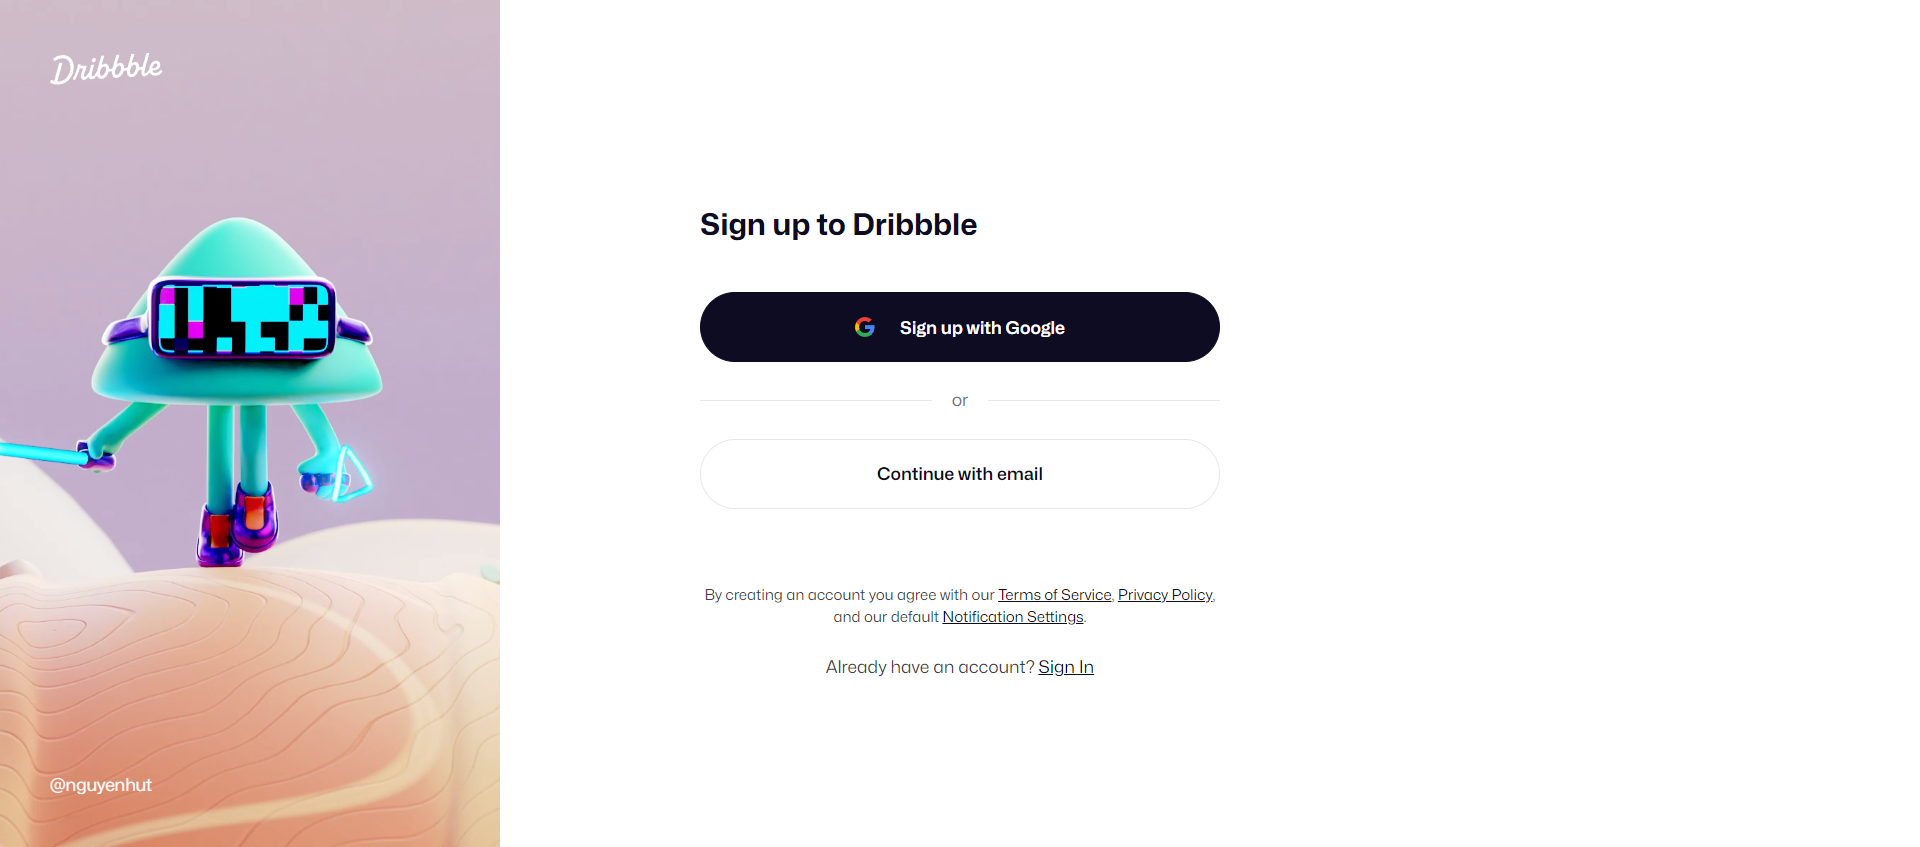 Dribbble
Sign up to Dribbble
Sign up with Google
or
Continue with email
By creating an account you agree with our Terms of Service, Privacy Policy,
and our default Notification Settings.
Already have an account? Sign In
@nguyenhut